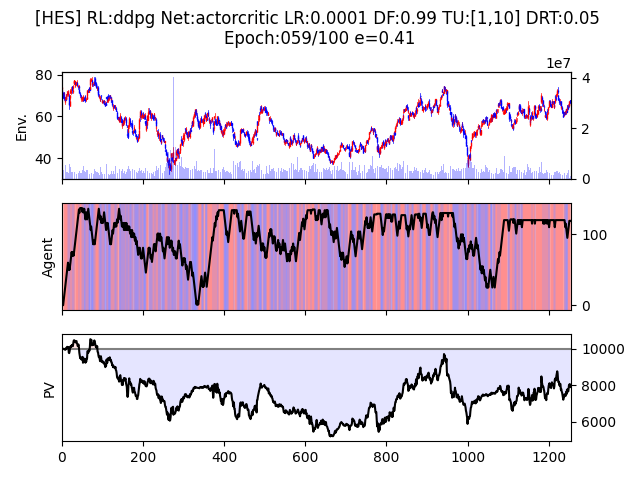 [HES] RL:ddpg Net:actorcritic LR:0.0001 DF:0.99 TU:[1,10] DRT:0.05
Epoch:059/100 e=0.41
1e7
80
60
40
Env.
4
2
0
Agent
100
0
PV
10000
8000
6000
0 200 400 600 800 1000 1200